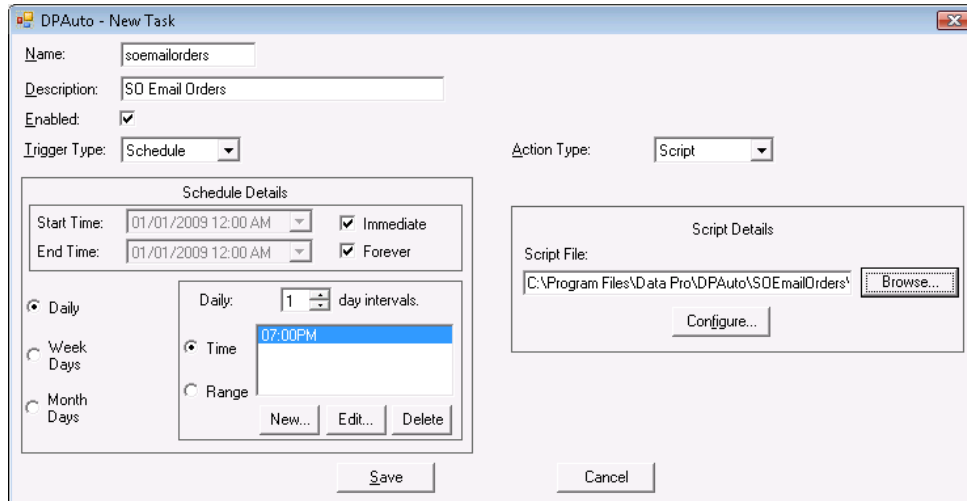 DPAuto - New Task
Name: soemailorders
Description: SO Email Orders
Enabled:
Trigger Type: Schedule
Action Type: Script
Schedule Details
Start Time: 01/01/2009 12:00 AM Immediate
End Time: 01/01/2009 12:00 AM Forever
Daily
Week Days
Month Days
Daily: 1 day intervals.
Time
Range
07:00PM
New... Edit... Delete
Script Details
Script File:
C:\Program Files\Data Pro\DPAuto\SOEmailOrders\ Browse...
Configure...
Save Cancel